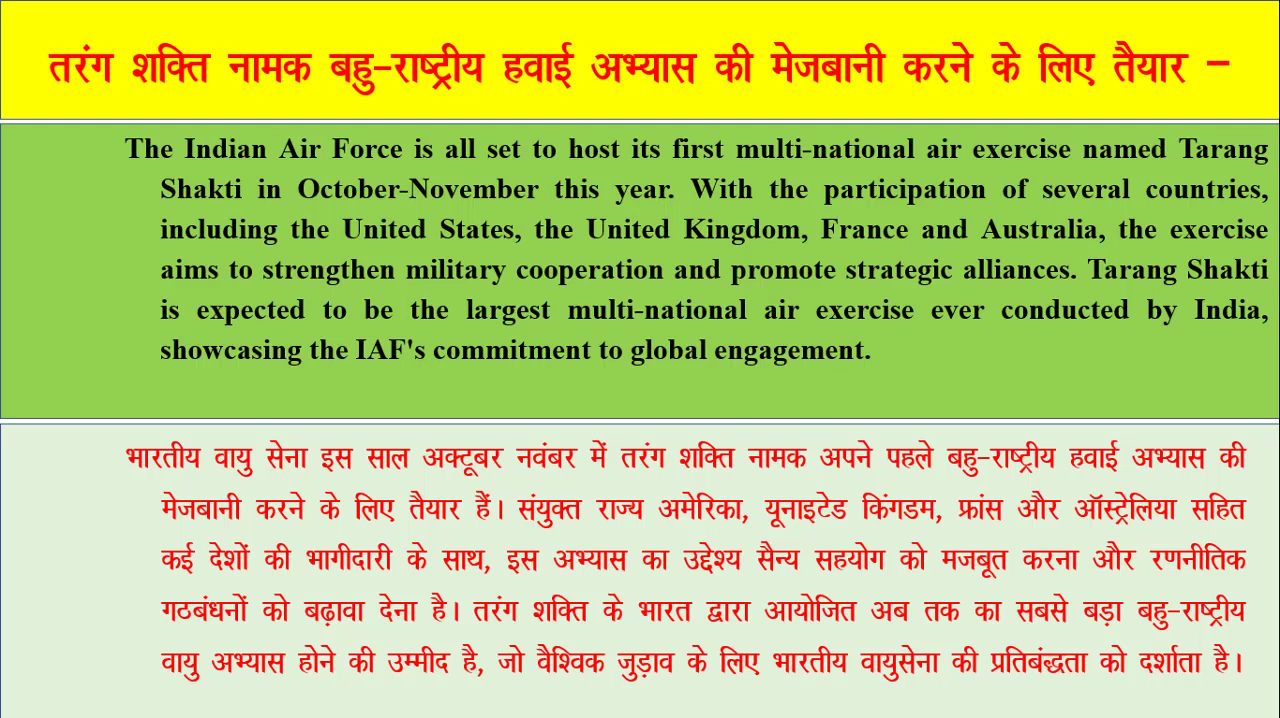 तरंग शक्ति नामक बहु-राष्ट्रीय हवाई अभ्यास की मेजबानी करने के लिए तैयार –
The Indian Air Force is all set to host its first multi-national air exercise named Tarang
Shakti in October-November this year. With the participation of several countries,
including the United States, the United Kingdom, France and Australia, the exercise
aims to strengthen military cooperation and promote strategic alliances. Tarang Shakti
is expected to be the largest multi-national air exercise ever conducted by India,
showcasing the IAF's commitment to global engagement.
भारतीय वायु सेना इस साल अक्टूबर नवंबर में तरंग शक्ति नामक अपने पहले बहु-राष्ट्रीय हवाई अभ्यास की
मेजबानी करने के लिए तैयार हैं। संयुक्त राज्य अमेरिका, यूनाइटेड किंगडम, फ्रांस और ऑस्ट्रेलिया सहित
कई देशों की भागीदारी के साथ, इस अभ्यास का उद्देश्य सैन्य सहयोग को मजबूत करना और रणनीतिक
गठबंधनों को बढ़ावा देना है। तरंग शक्ति के भारत द्वारा आयोजित अब तक का सबसे बड़ा बहु-राष्ट्रीय
वायु अभ्यास होने की उम्मीद है, जो वैश्विक जुड़ाव के लिए भारतीय वायुसेना की प्रतिबंद्धता को दर्शाता है।